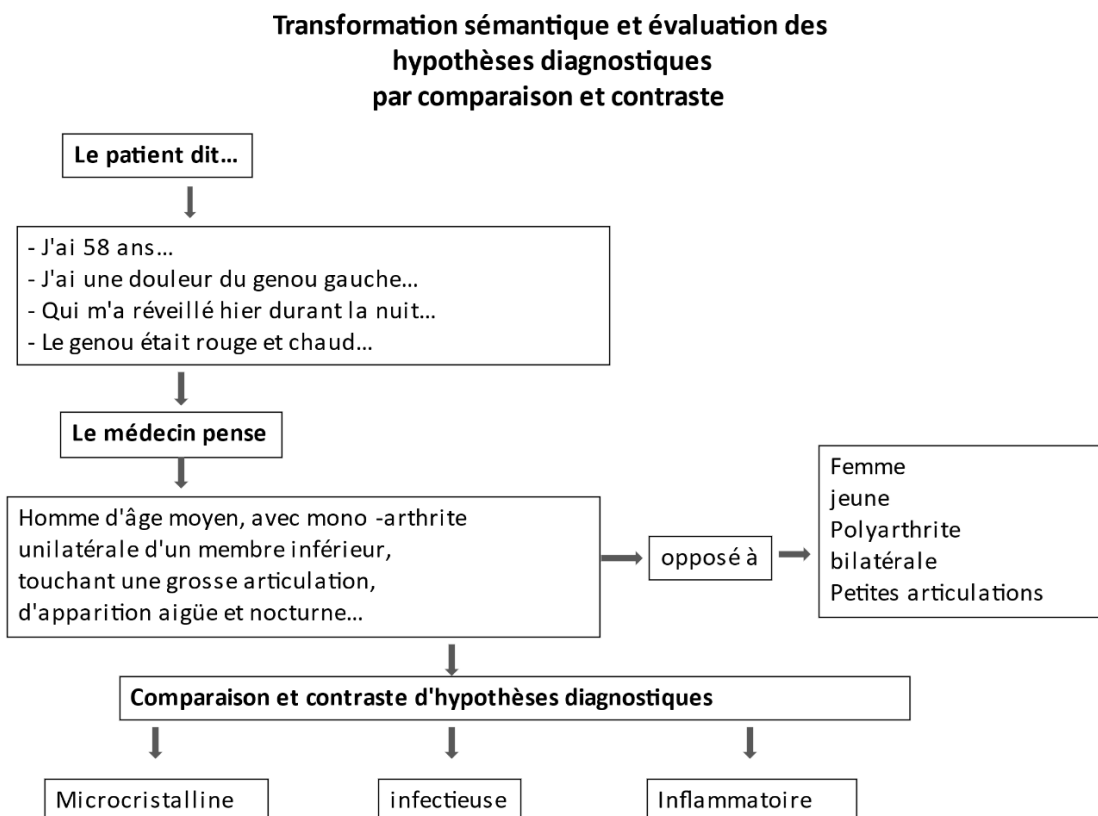 Transformation sémantique et évaluation des
hypothèses diagnostiques
par comparaison et contraste
Le patient dit...
- J'ai 58 ans...
- J'ai une douleur du genou gauche...
- Qui m'a réveillé hier durant la nuit...
- Le genou était rouge et chaud...
Le médecin pense
Homme d'âge moyen, avec mono -arthrite
unilatérale d'un membre inférieur,
touchant une grosse articulation,
d'apparition aigüe et nocturne...
opposé à
Femme
jeune
Polyarthrite
bilatérale
Petites articulations
Comparaison et contraste d'hypothèses diagnostiques
Microcristalline
infectieuse
Inflammatoire